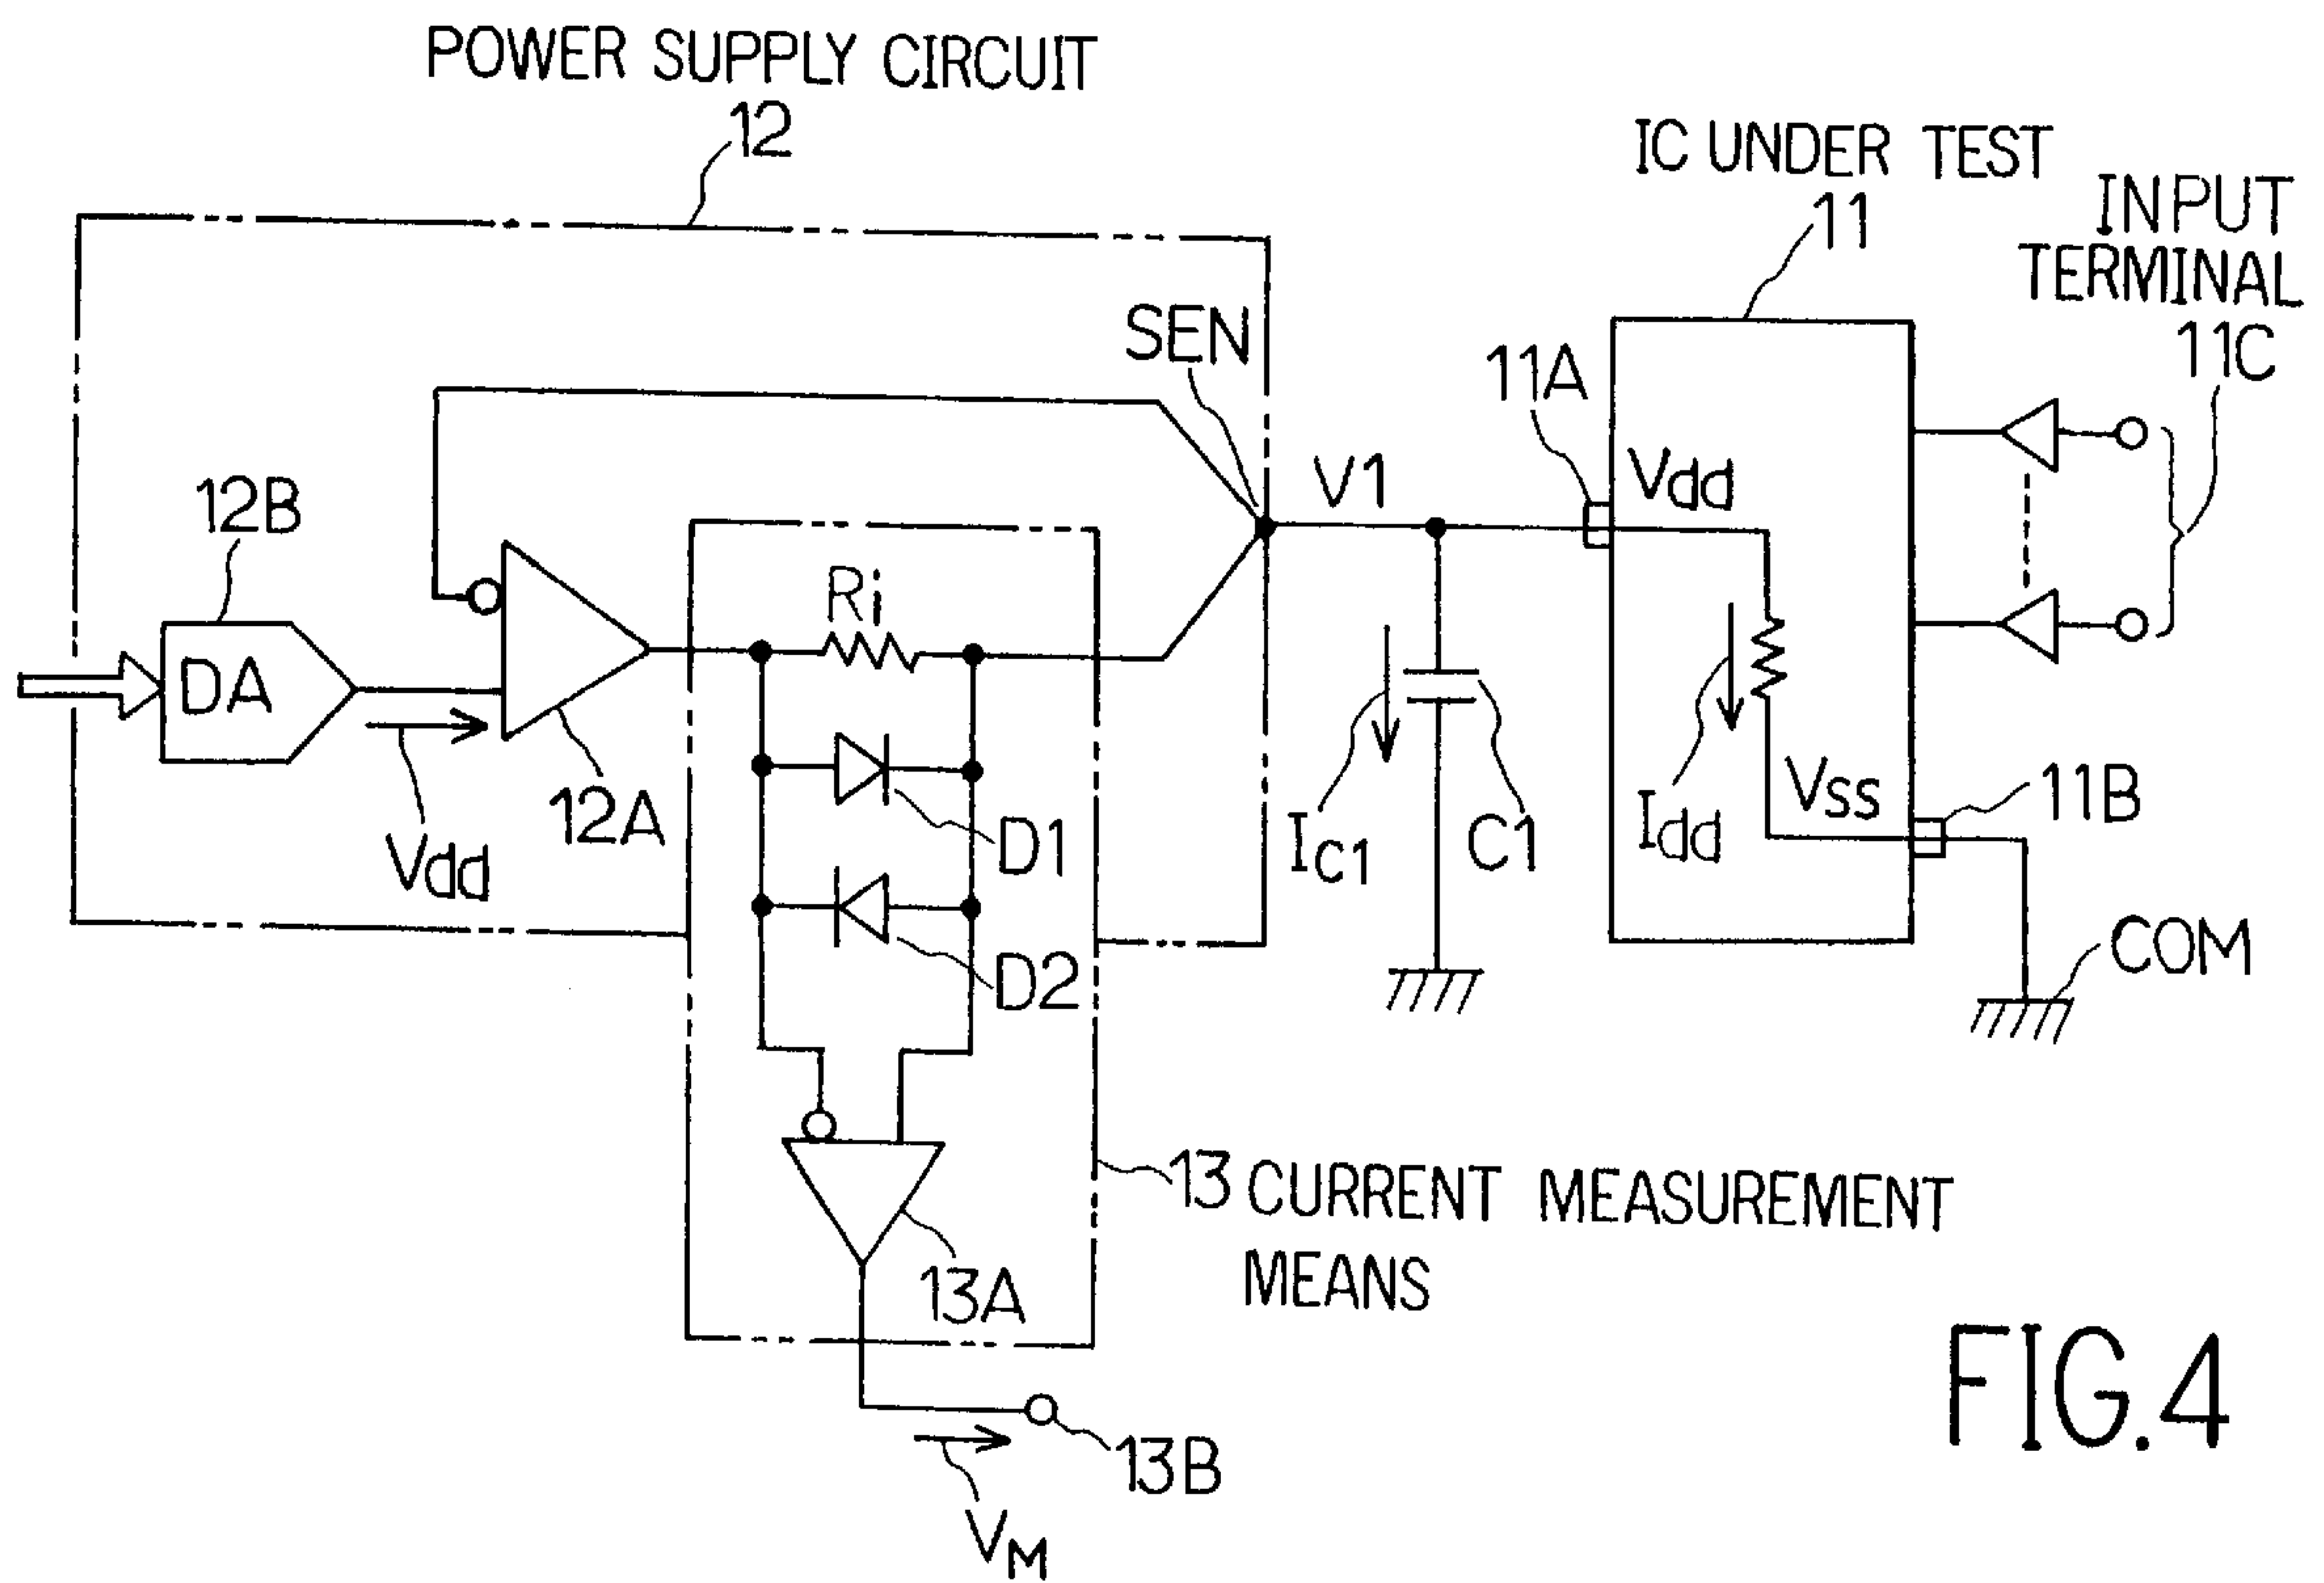 POWER SUPPLY CIRCUIT
12
IC UNDER TEST
11
INPUT
TERMINAL
11C
SEN
11A
V1
Vdd
12B
Ri
DA
12A
Vdd
D1
D2
IC1
C1
Idd
Vss
11B
COM
13 CURRENT MEASUREMENT
MEANS
13A
13B
VM
FIG.4